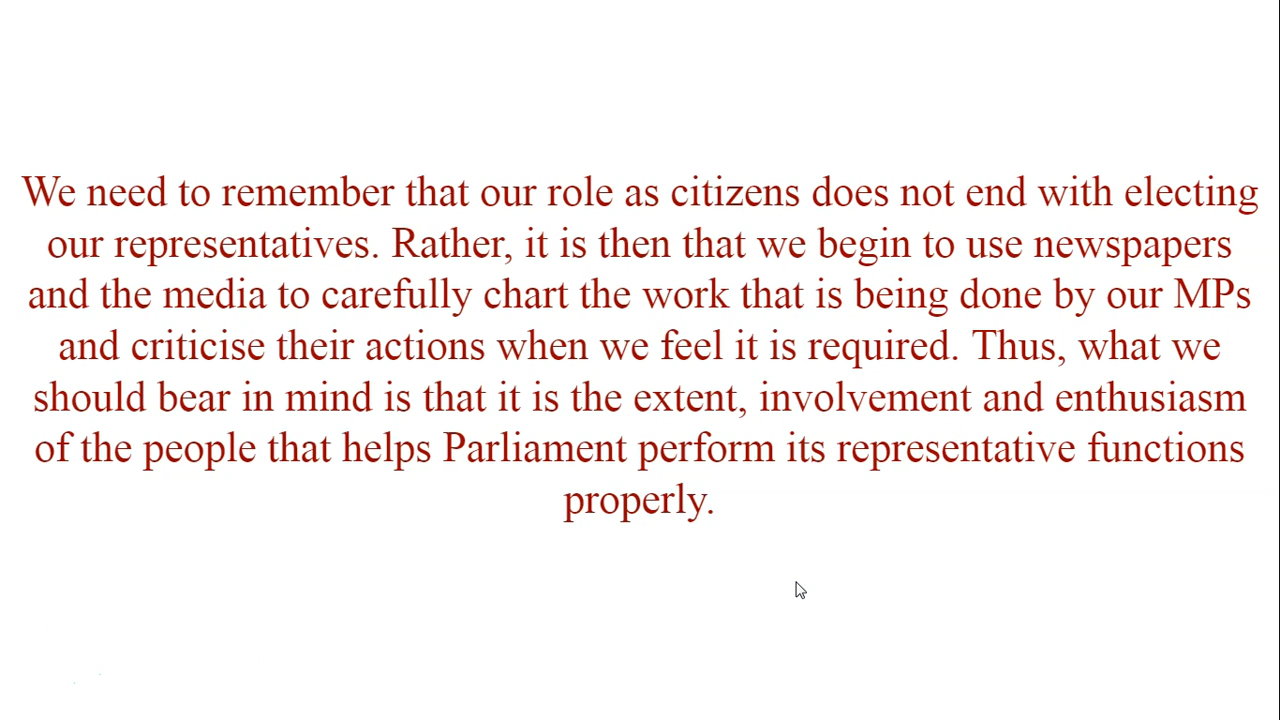 We need to remember that our role as citizens does not end with electing
our representatives. Rather, it is then that we begin to use newspapers
and the media to carefully chart the work that is being done by our MPs
and criticise their actions when we feel it is required. Thus, what we
should bear in mind is that it is the extent, involvement and enthusiasm
of the people that helps Parliament perform its representative functions
properly.